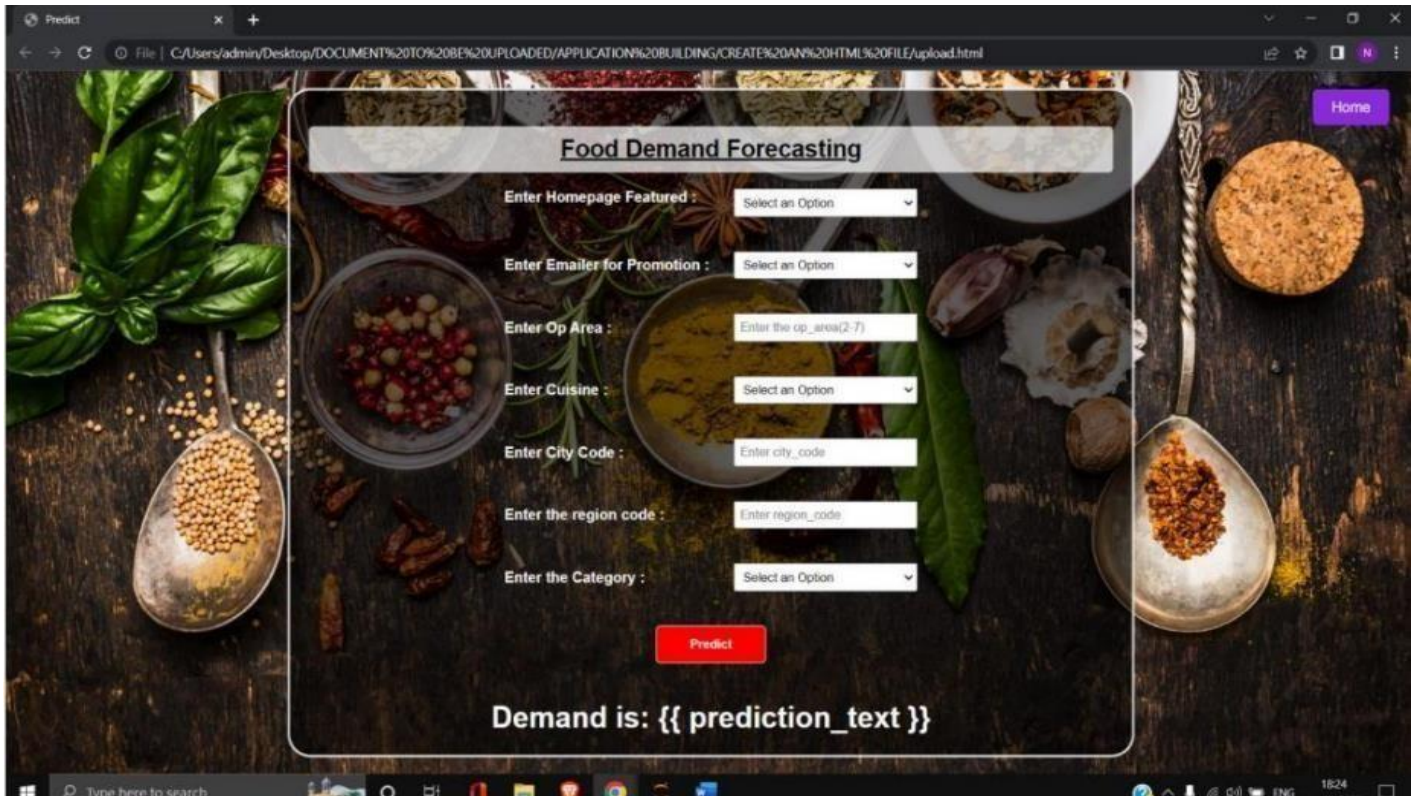 Predict
File | C:/Users/admin/Desktop/DOCUMENT%20TO%20BE%20UPLOADED/APPLICATION%20BUILDING/CREATE%20AN%20HTML%20FILE/upload.html
N
Home
Food Demand Forecasting
Enter Homepage Featured : Select an Option
Enter Emailer for Promotion : Select an Option
Enter Op Area : Enter the op_area(2-7)
Enter Cuisine : Select an Option
Enter City Code : Enter city_code
Enter the region code : Enter region_code
Enter the Category : Select an Option
Predict
Demand is: {{ prediction_text }}
Type here to search
ENG
18:24